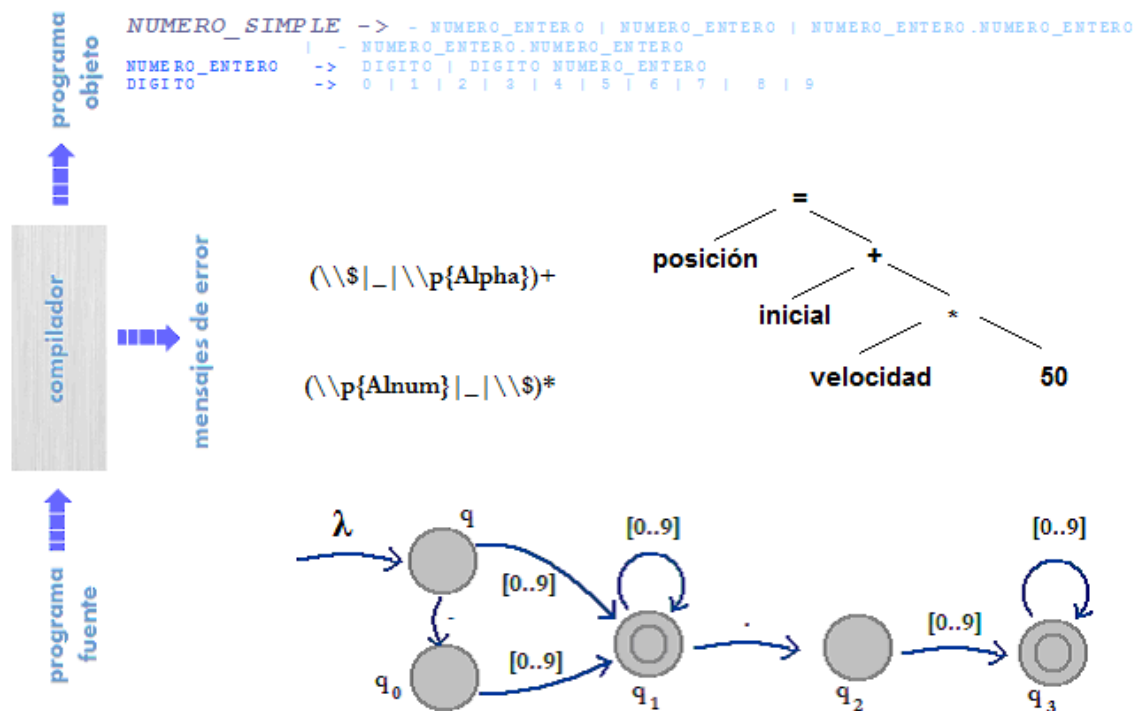 NUMERO_SIMPLE -> - NUMERO_ENTERO | NUMERO_ENTERO | NUMERO_ENTERO.NUMERO_ENTERO
| - NUMERO_ENTERO.NUMERO_ENTERO
NUMERO_ENTERO -> DIGITO | DIGITO NUMERO_ENTERO
DIGITO -> 0 | 1 | 2 | 3 | 4 | 5 | 6 | 7 | 8 | 9
programa
objeto
compilador
mensajes de error
programa
fuente
(\\$|_|\\p{Alpha})+
(\\p{Alnum}|_|\\$)*
=
posición
+
inicial
*
velocidad
50
λ
q
[0..9]
-
q0
[0..9]
[0..9]
q1
.
q2
[0..9]
[0..9]
q3